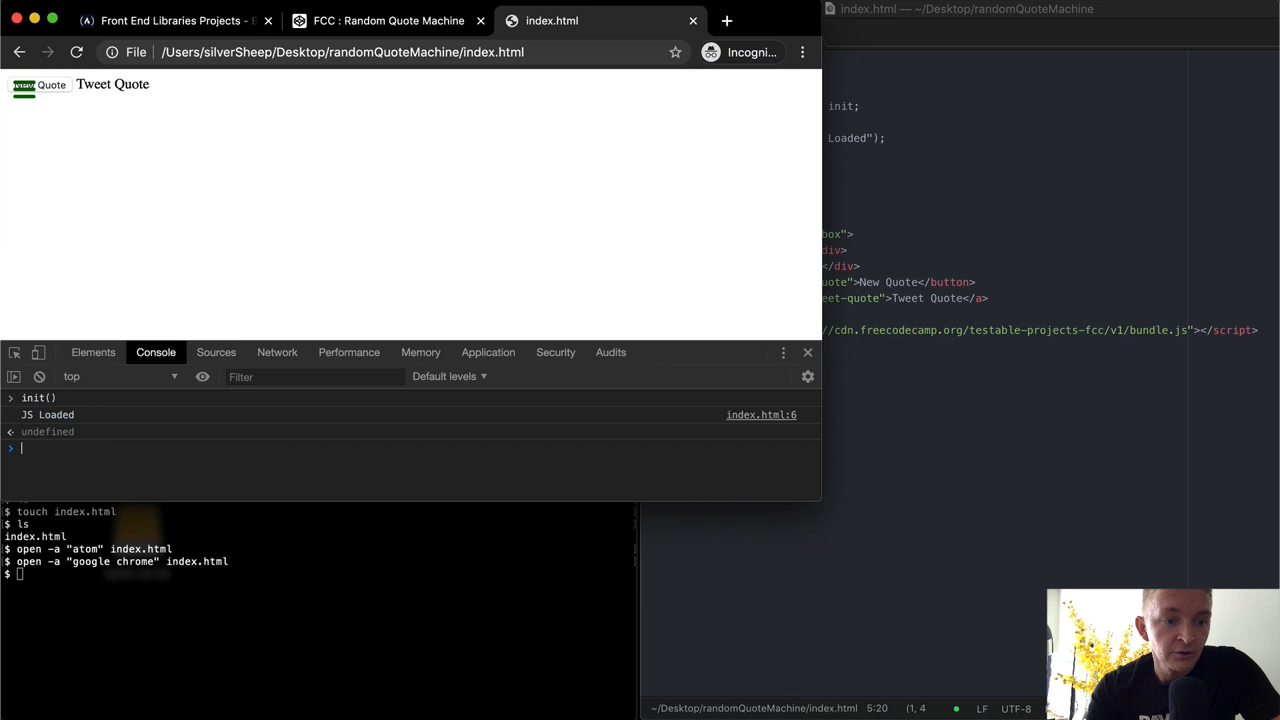 Front End Libraries Projects - B
FCC : Random Quote Machine
index.html
index.html — ~/Desktop/randomQuoteMachine
File
/Users/silverSheep/Desktop/randomQuoteMachine/index.html
Incogni...
New Quote Tweet Quote
init;
Loaded");
box">
div>
</div>
uote">New Quote</button>
eet-quote">Tweet Quote</a>
//cdn.freecodecamp.org/testable-projects-fcc/v1/bundle.js"></script>
Elements Console Sources Network Performance Memory Application Security Audits
top Filter Default levels
> init()
JS Loaded index.html:6
undefined
>
$ touch index.html
$ ls
index.html
$ open -a "atom" index.html
$ open -a "google chrome" index.html
$
~/Desktop/randomQuoteMachine/index.html 5:20 (1, 4 LF UTF-8